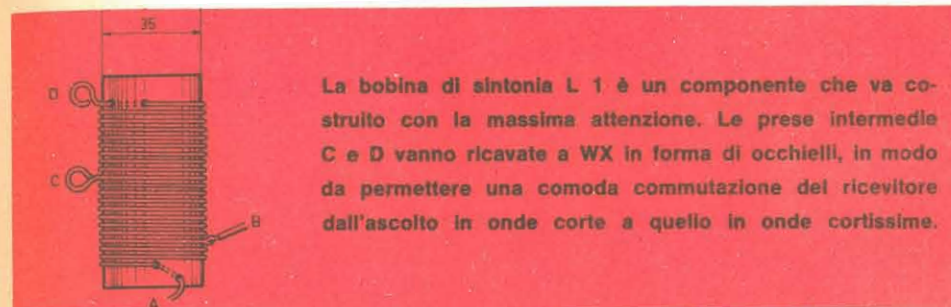 35
D
C
B
A
La bobina di sintonia L 1 è un componente che va co-
struito con la massima attenzione. Le prese intermedie
C e D vanno ricavate a WX in forma di occhielli, in modo
da permettere una comoda commutazione del ricevitore
dall'ascolto in onde corte a quello in onde cortissime.